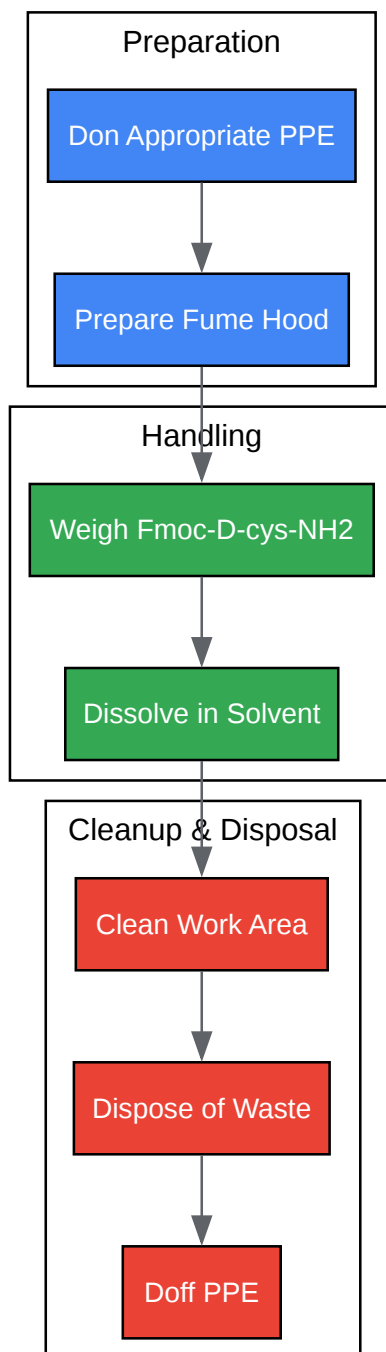 Preparation
Don Appropriate PPE
Prepare Fume Hood
Handling
Weigh Fmoc-D-cys-NH2
Dissolve in Solvent
Cleanup & Disposal
Clean Work Area
Dispose of Waste
Doff PPE